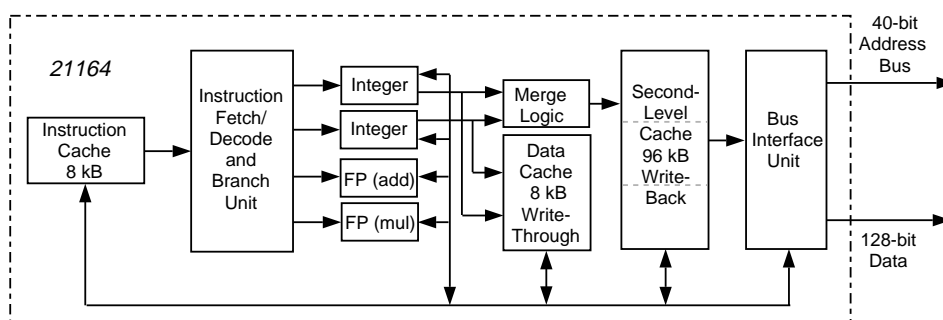 21164
Instruction
Cache
8 kB
Instruction
Fetch/
Decode
and
Branch
Unit
Integer
Integer
FP (add)
FP (mul)
Merge
Logic
Data
Cache
8 kB
Write-
Through
Second-
Level
Cache
96 kB
Write-
Back
Bus
Interface
Unit
40-bit
Address
Bus
128-bit
Data